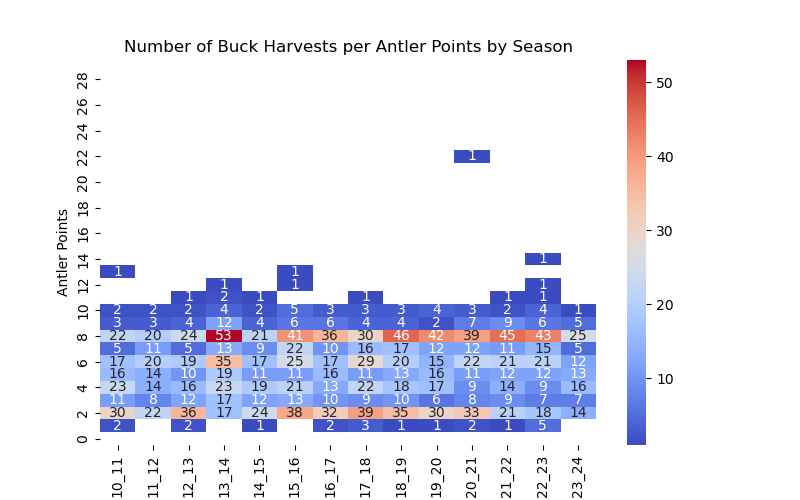 Number of Buck Harvests per Antler Points by Season
Antler Points
28
26
24
22 1
20
18
16
14 1
1 1
12 1 1 1
1 2 1 1 1 1
10 2 2 2 4 2 5 3 3 3 4 3 2 4 1
3 3 4 12 4 6 6 4 4 2 7 9 6 5
8 22 20 24 53 21 41 36 30 46 42 39 45 43 25
5 11 5 13 9 22 10 16 17 12 12 11 15 5
6 17 20 19 35 17 25 17 29 20 15 22 21 21 12
16 14 10 19 11 11 16 11 13 16 11 12 12 13
4 23 14 16 23 19 21 13 22 18 17 9 14 9 16
11 8 12 17 12 13 10 9 10 6 8 9 7 7
2 30 22 36 17 24 38 32 39 35 30 33 21 18 14
2 2 1 2 3 1 1 2 1 5
0
10_11 11_12 12_13 13_14 14_15 15_16 16_17 17_18 18_19 19_20 20_21 21_22 22_23 23_24
50
40
30
20
10